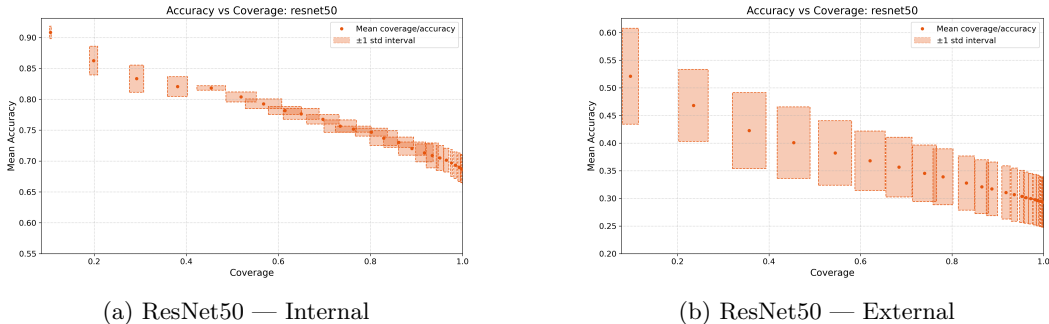 Accuracy vs Coverage: resnet50
Mean coverage/accuracy
±1 std interval
Mean Accuracy
0.90
0.85
0.80
0.75
0.70
0.65
0.60
0.55
0.2
0.4
0.6
0.8
1.0
Coverage
(a) ResNet50 — Internal
Accuracy vs Coverage: resnet50
Mean coverage/accuracy
±1 std interval
Mean Accuracy
0.60
0.55
0.50
0.45
0.40
0.35
0.30
0.25
0.20
0.2
0.4
0.6
0.8
1.0
Coverage
(b) ResNet50 — External